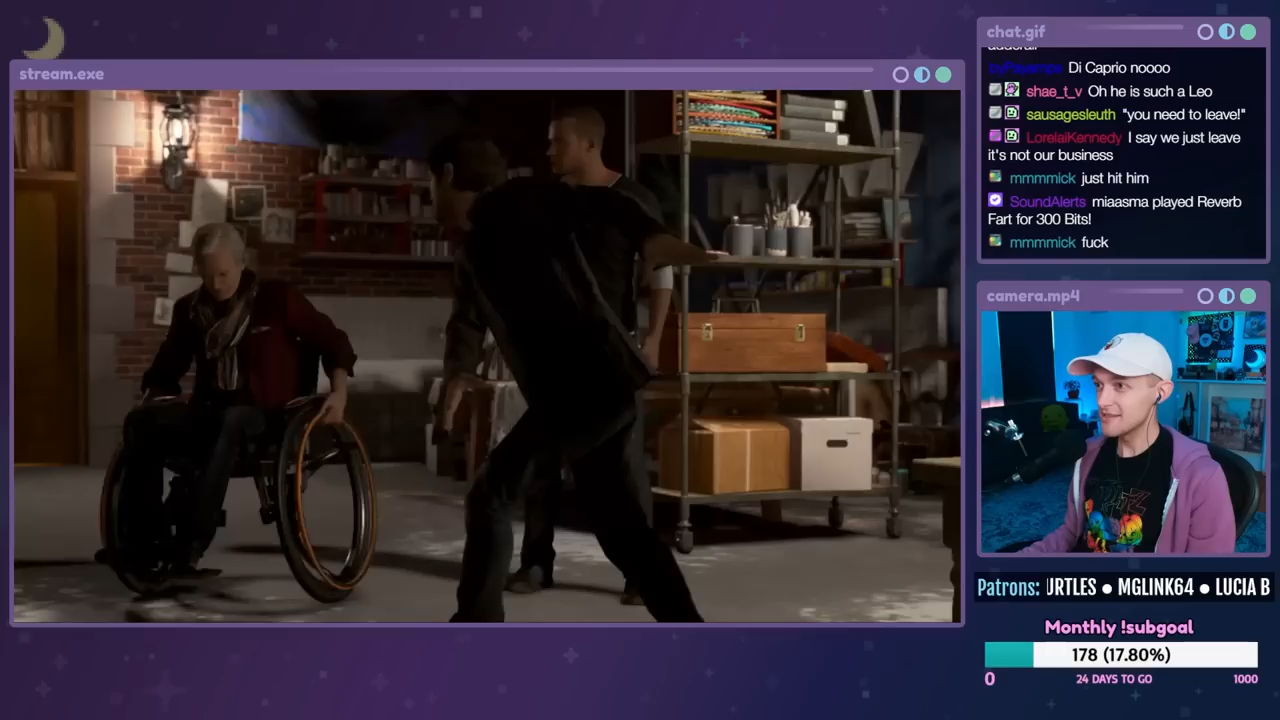 stream.exe
chat.gif
Di Caprio noooo
shae_t_v Oh he is such a Leo
sausagesleuth "you need to leave!"
LorelaiKennedy I say we just leave
it's not our business
mmmmick just hit him
SoundAlerts miaasma played Reverb
Fart for 300 Bits!
mmmmick fuck
camera.mp4
Patrons: URTLES ● MGLINK64 ● LUCIA B
Monthly !subgoal
178 (17.80%)
0 24 DAYS TO GO 1000